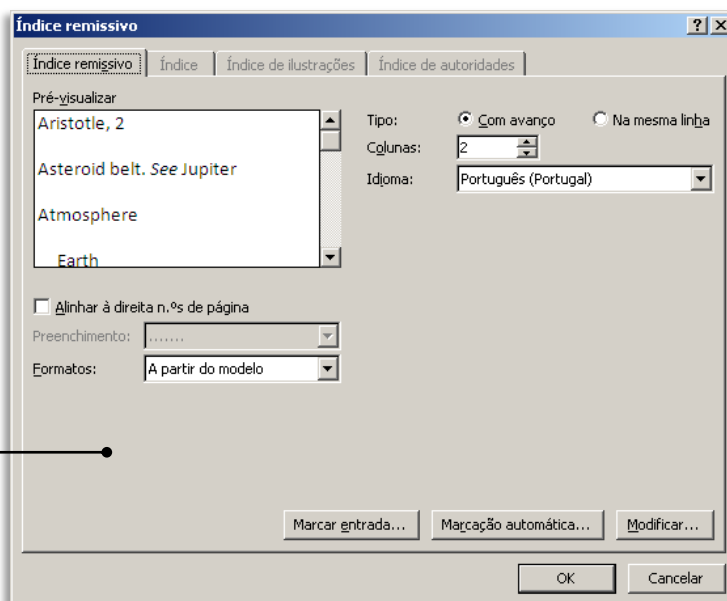 Índice remissivo
Índice remissivo Índice Índice de ilustrações Índice de autoridades
Pré-visualizar
Aristotle, 2
Asteroid belt. See Jupiter
Atmosphere
Earth
Tipo: Com avanço Na mesma linha
Colunas: 2
Idioma: Português (Portugal)
Alinhar à direita n.ºs de página
Preenchimento: .......
Formatos: A partir do modelo
Marcar entrada... Marcação automática... Modificar...
OK Cancelar